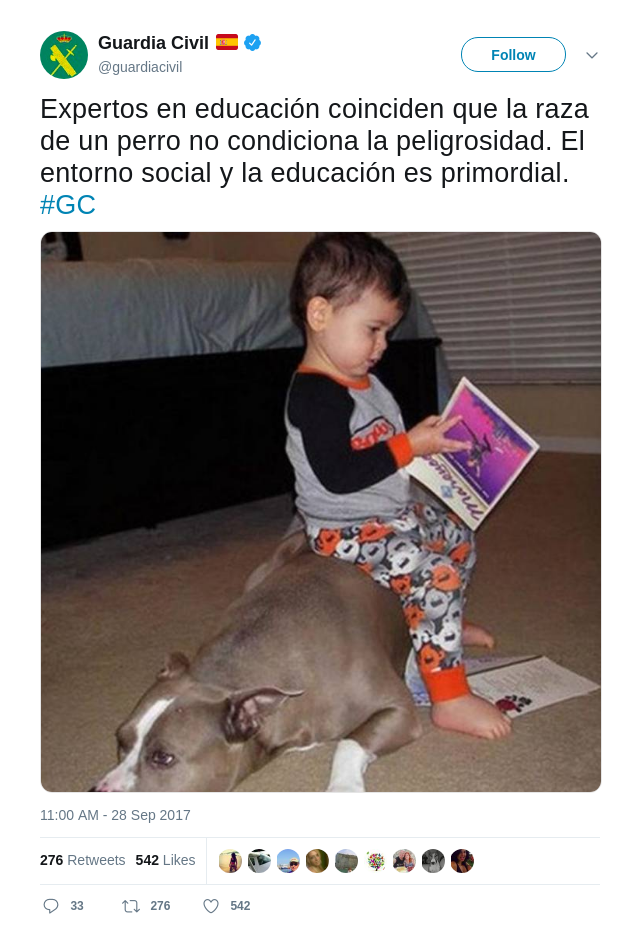 Guardia Civil
@guardiacivil
Follow
Expertos en educación coinciden que la raza
de un perro no condiciona la peligrosidad. El
entorno social y la educación es primordial.
#GC
11:00 AM - 28 Sep 2017
276 Retweets 542 Likes
33 276 542